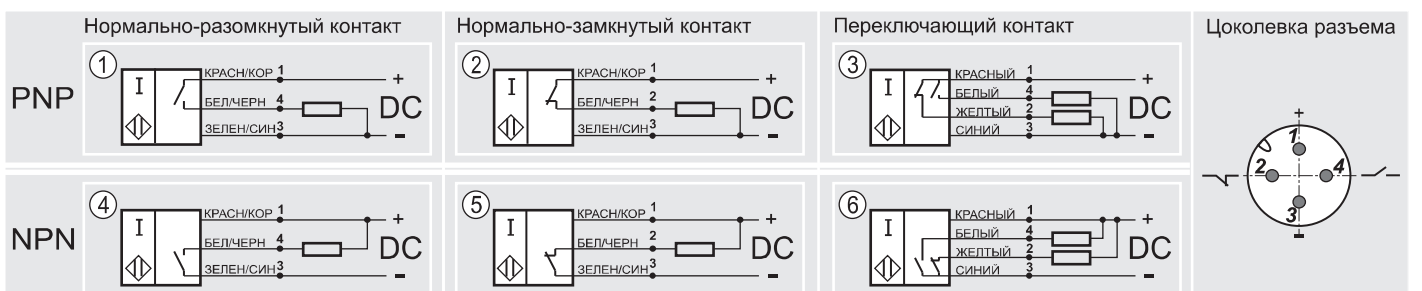 Нормально-разомкнутый контакт
Нормально-замкнутый контакт
Переключающий контакт
Цоколевка разъема
PNP
1
I
КРАСН/КОР 1
+
БЕЛ/ЧЕРН 4
DC
ЗЕЛЕН/СИН 3
-
2
I
КРАСН/КОР 1
+
БЕЛ/ЧЕРН 2
DC
ЗЕЛЕН/СИН 3
-
3
I
КРАСНЫЙ 1
+
БЕЛЫЙ 4
ЖЕЛТЫЙ 2
DC
СИНИЙ 3
-
NPN
4
I
КРАСН/КОР 1
+
БЕЛ/ЧЕРН 4
DC
ЗЕЛЕН/СИН 3
-
5
I
КРАСН/КОР 1
+
БЕЛ/ЧЕРН 2
DC
ЗЕЛЕН/СИН 3
-
6
I
КРАСНЫЙ 1
+
БЕЛЫЙ 4
ЖЕЛТЫЙ 2
DC
СИНИЙ 3
-
+
1
2
4
3
-